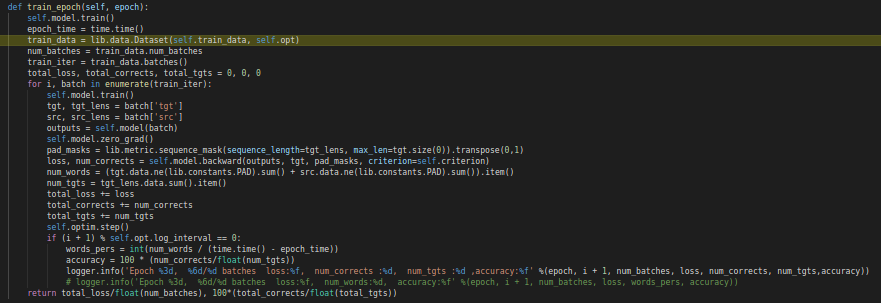 def train_epoch(self, epoch):
    self.model.train()
    epoch_time = time.time()
    train_data = lib.data.Dataset(self.train_data, self.opt)
    num_batches = train_data.num_batches
    train_iter = train_data.batches()
    total_loss, total_corrects, total_tgts = 0, 0, 0
    for i, batch in enumerate(train_iter):
        self.model.train()
        tgt, tgt_lens = batch['tgt']
        src, src_lens = batch['src']
        outputs = self.model(batch)
        self.model.zero_grad()
        pad_masks = lib.metric.sequence_mask(sequence_length=tgt_lens, max_len=tgt.size(0)).transpose(0,1)
        loss, num_corrects = self.model.backward(outputs, tgt, pad_masks, criterion=self.criterion)
        num_words = (tgt.data.ne(lib.constants.PAD).sum() + src.data.ne(lib.constants.PAD).sum()).item()
        num_tgts = tgt_lens.data.sum().item()
        total_loss += loss
        total_corrects += num_corrects
        total_tgts += num_tgts
        self.optim.step()
        if (i + 1) % self.opt.log_interval == 0:
            words_pers = int(num_words / (time.time() - epoch_time))
            accuracy = 100 * (num_corrects/float(num_tgts))
            logger.info('Epoch %3d,  %6d/%d batches  loss:%f,  num_corrects :%d,  num_tgts :%d ,accuracy:%f' %(epoch, i + 1, num_batches, loss, num_corrects, num_tgts,accuracy))
            # logger.info('Epoch %3d,  %6d/%d batches  loss:%f,  num_words:%d,  accuracy:%f' %(epoch, i + 1, num_batches, loss, words_pers, accuracy))
    return total_loss/float(num_batches), 100*(total_corrects/float(total_tgts))